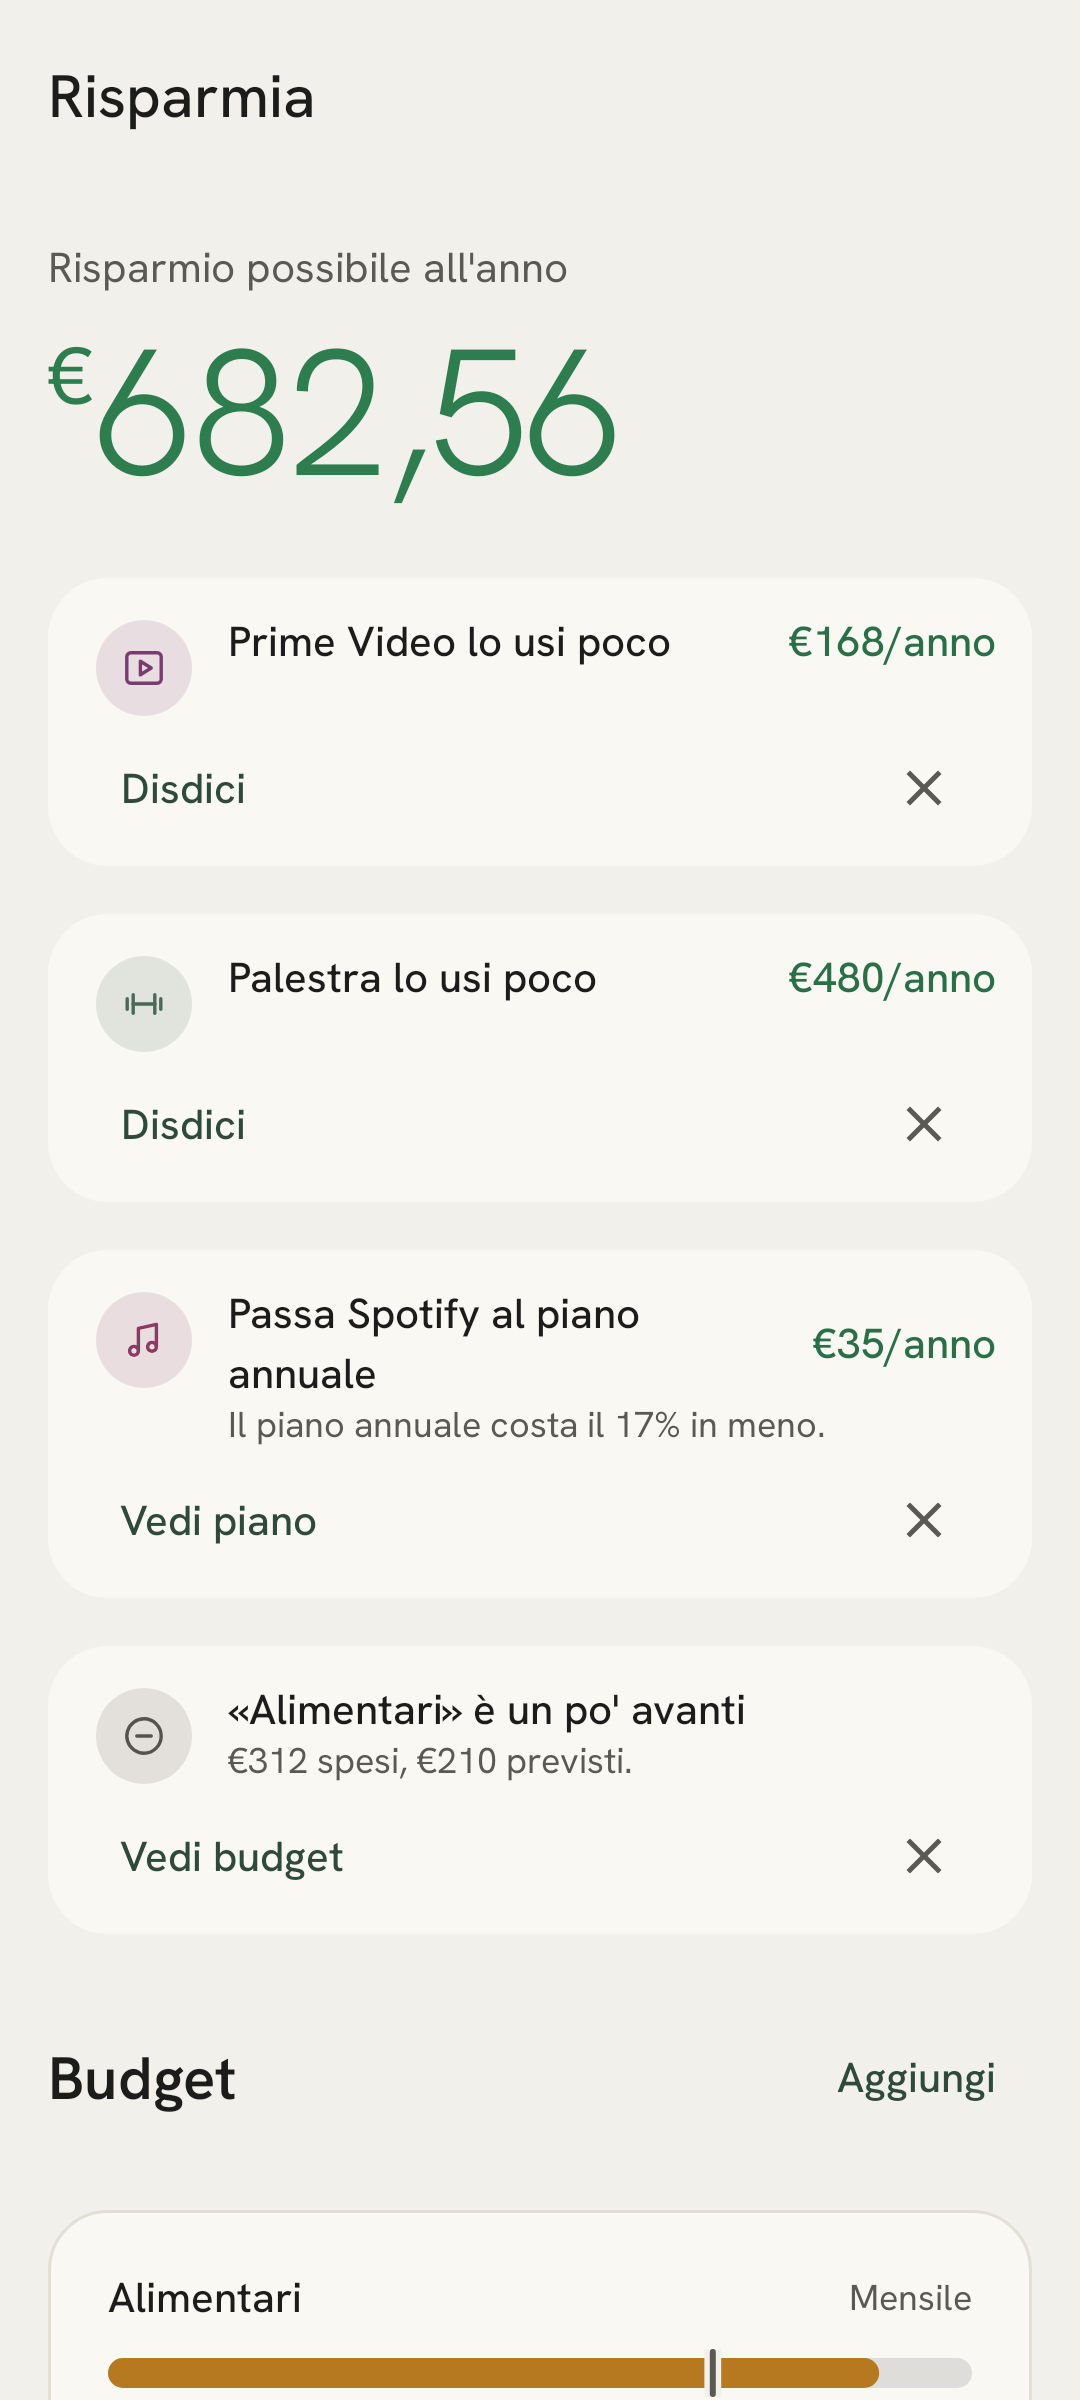 Risparmia
Risparmio possibile all'anno
€682,56
Prime Video lo usi poco
€168/anno
Disdici
Palestra lo usi poco
€480/anno
Disdici
Passa Spotify al piano
annuale
€35/anno
Il piano annuale costa il 17% in meno.
Vedi piano
«Alimentari» è un po' avanti
€312 spesi, €210 previsti.
Vedi budget
Budget
Aggiungi
Alimentari
Mensile